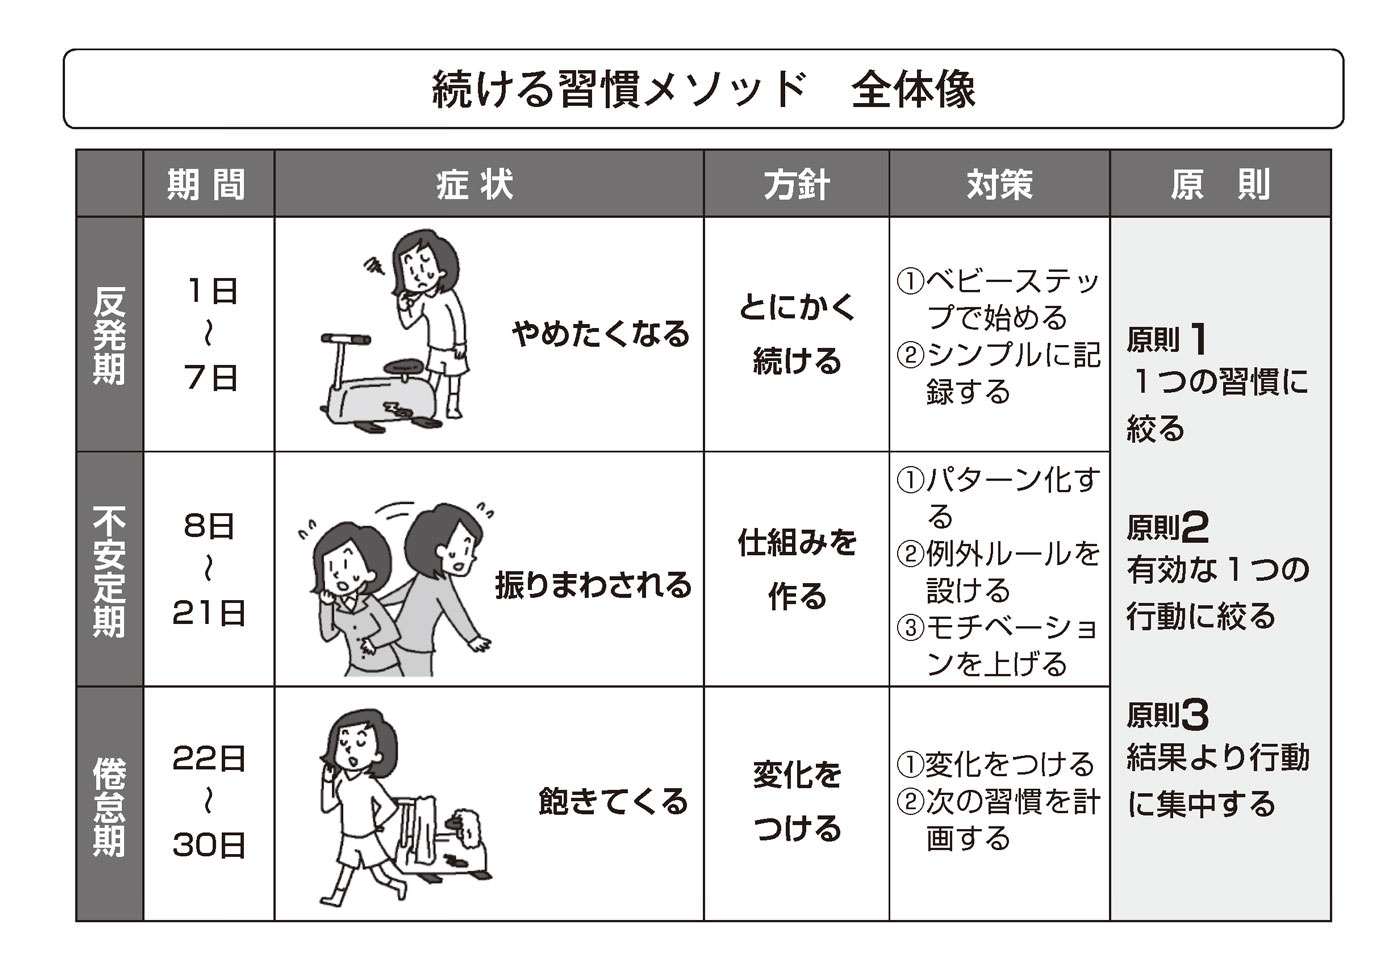 続ける習慣メソッド　全体像
期 間
症 状
方針
対策
原　則
反発期
1日
～
7日
やめたくなる
とにかく
続ける
①ベビーステッ
プで始める
②シンプルに記
録する
不安定期
8日
～
21日
振りまわされる
仕組みを
作る
①パターン化す
る
②例外ルールを
設ける
③モチベーショ
ンを上げる
倦怠期
22日
～
30日
飽きてくる
変化を
つける
①変化をつける
②次の習慣を計
画する
原則 1
１つの習慣に
絞る
原則2
有効な１つの
行動に絞る
原則3
結果より行動
に集中する